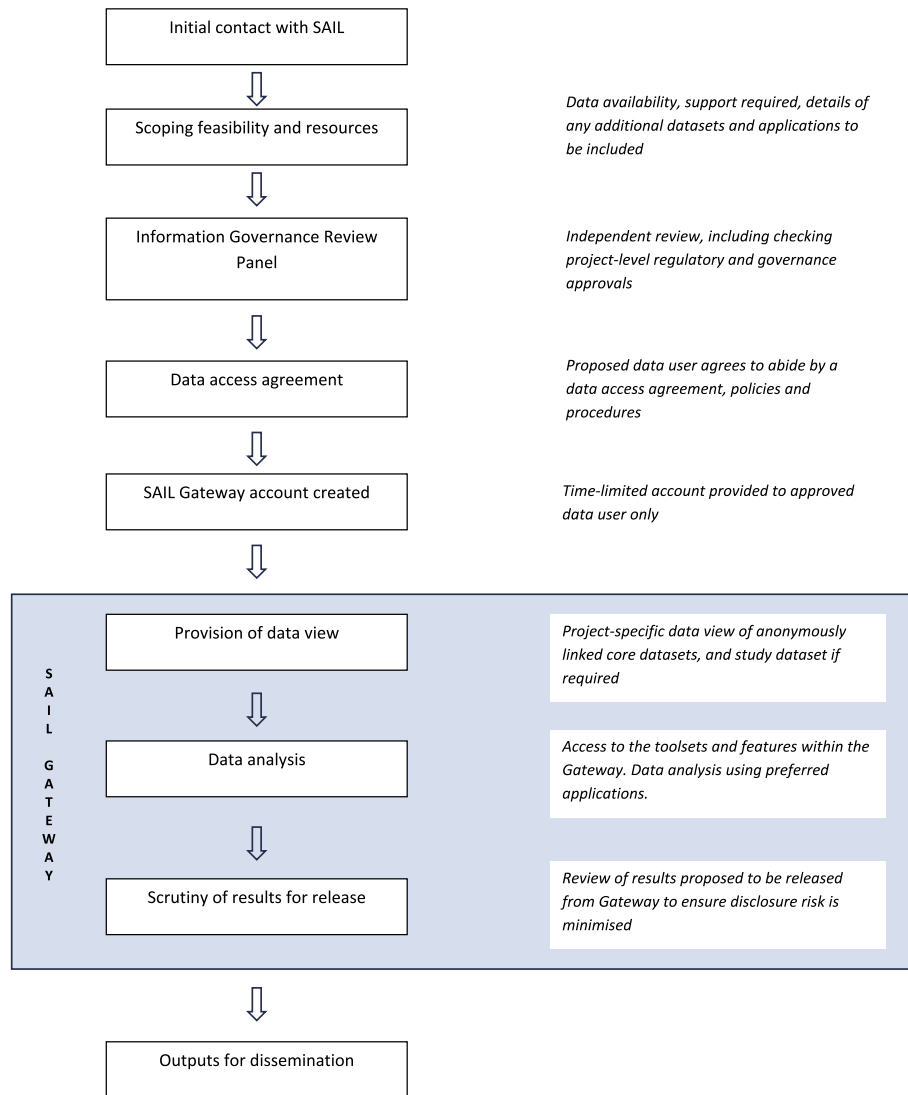 Initial contact with SAIL
Scoping feasibility and resources
Data availability, support required, details of
any additional datasets and applications to
be included
Information Governance Review
Panel
Independent review, including checking
project-level regulatory and governance
approvals
Data access agreement
Proposed data user agrees to abide by a
data access agreement, policies and
procedures
SAIL Gateway account created
Time-limited account provided to approved
data user only
SAIL GATEWAY
Provision of data view
Project-specific data view of anonymously
linked core datasets, and study dataset if
required
Data analysis
Access to the toolsets and features within the
Gateway. Data analysis using preferred
applications.
Scrutiny of results for release
Review of results proposed to be released
from Gateway to ensure disclosure risk is
minimised
Outputs for dissemination